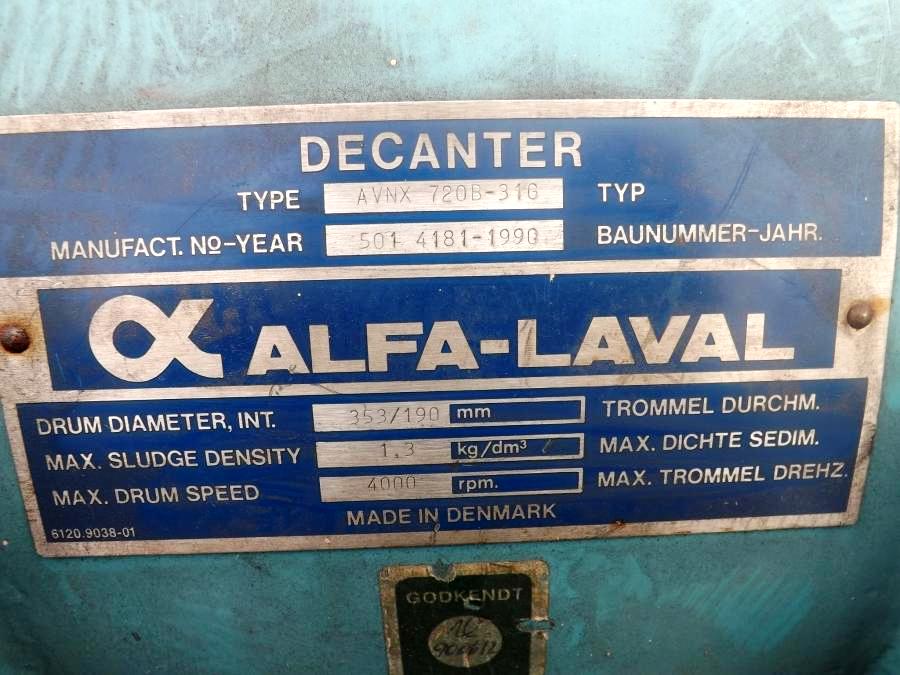 DECANTER
TYPE AVNX 720B-31G TYP
MANUFACT. No-YEAR 501 4181-1990 BAUNUMMER-JAHR.
α ALFA-LAVAL
DRUM DIAMETER, INT. 353/190 mm TROMMEL DURCHM.
MAX. SLUDGE DENSITY 1,3 kg/dm³ MAX. DICHTE SEDIM.
MAX. DRUM SPEED 4000 rpm. MAX. TROMMEL DREHZ.
MADE IN DENMARK
6120.9038-01
GODKENDT